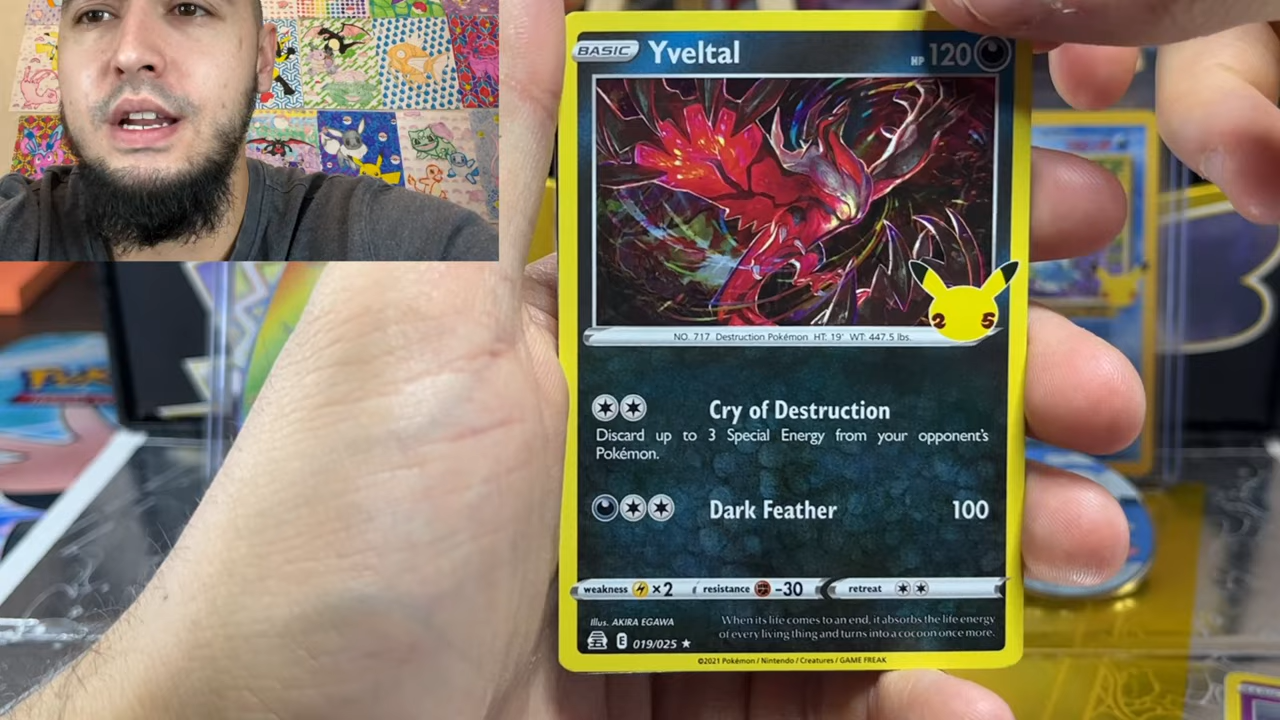 BASIC Yveltal HP 120
25
NO. 717 Destruction Pokémon HT: 19' WT: 447.5 lbs.
Cry of Destruction
Discard up to 3 Special Energy from your opponent's
Pokémon.
Dark Feather 100
weakness ×2 resistance -30 retreat
Illus. AKIRA EGAWA
When its life comes to an end, it absorbs the life energy
of every living thing and turns into a cocoon once more.
E 019/025 ★
©2021 Pokémon / Nintendo / Creatures / GAME FREAK